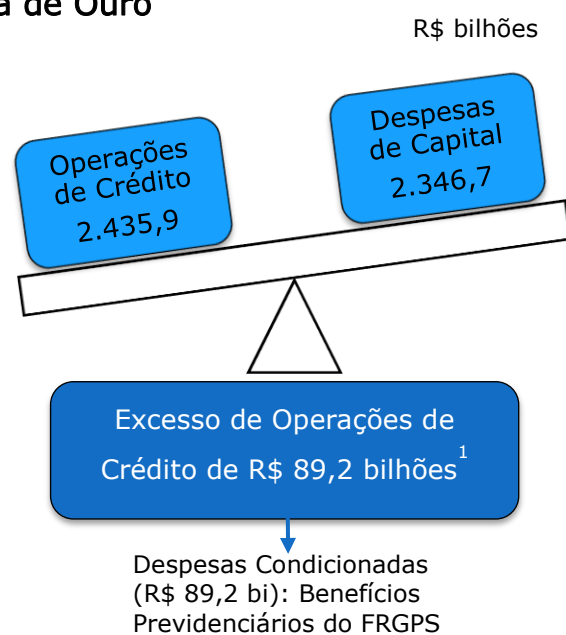 a de Ouro
R$ bilhões
Operações
de Crédito
2.435,9
Despesas
de Capital
2.346,7
Excesso de Operações de
Crédito de R$ 89,2 bilhões¹
Despesas Condicionadas
(R$ 89,2 bi): Benefícios
Previdenciários do FRGPS